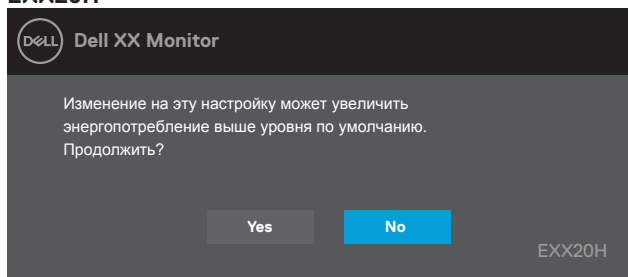 EXX20H
DELL Dell XX Monitor
Изменение на эту настройку может увеличить
энергопотребление выше уровня по умолчанию.
Продолжить?
Yes No
EXX20H